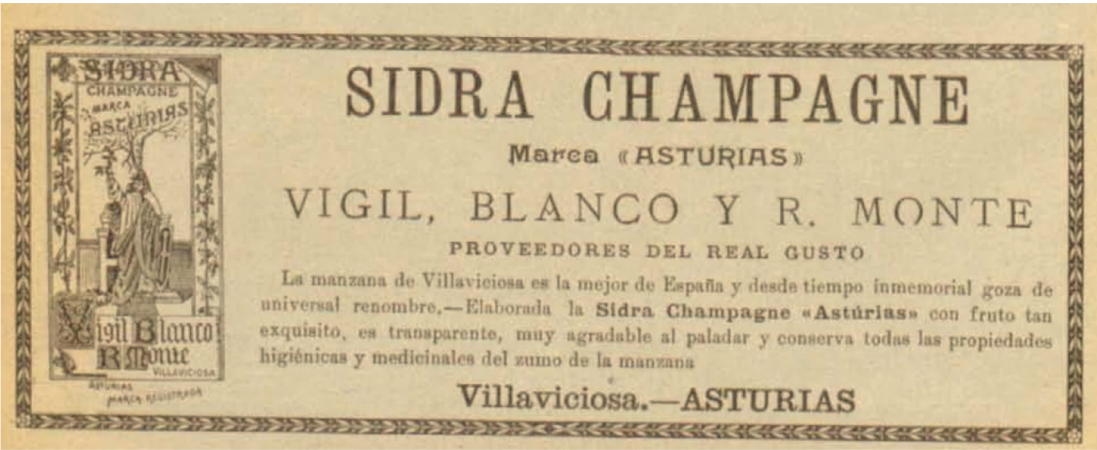 SIDRA
CHAMPAGNE
MARCA
ASTURIAS
Vigil Blanco
R Monte
VILLAVICIOSA
ASTURIAS
MARCA REGISTRADA
SIDRA CHAMPAGNE
Marca «ASTURIAS»
VIGIL, BLANCO Y R. MONTE
PROVEEDORES DEL REAL GUSTO
La manzana de Villaviciosa es la mejor de España y desde tiempo inmemorial goza de
universal renombre.—Elaborada la Sidra Champagne «Astúrias» con fruto tan
exquisito, es transparente, muy agradable al paladar y conserva todas las propiedades
higiénicas y medicinales del zumo de la manzana
Villaviciosa.—ASTURIAS